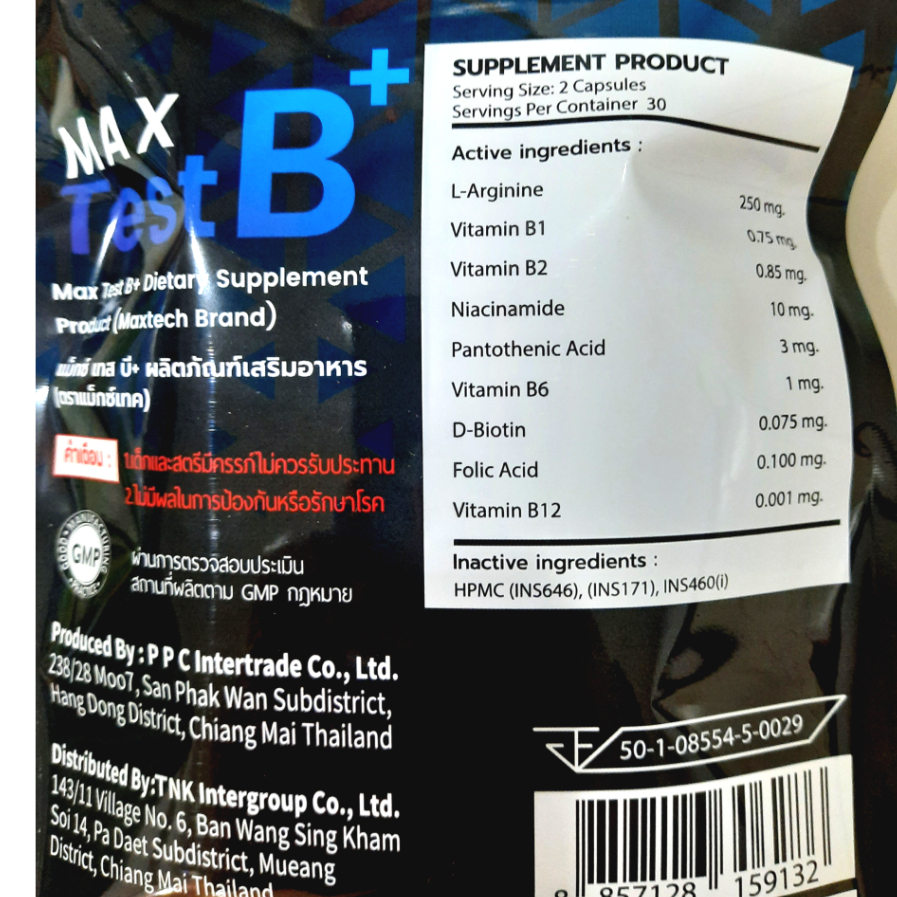 MAX
Test B+
Max Test B+ Dietary Supplement
Product (Maxtech Brand)
แม็กซ์ เทส บี+ ผลิตภัณฑ์เสริมอาหาร
(ตราแม็กซ์เทค)
คำเตือน :
1.เด็กและสตรีมีครรภ์ไม่ควรรับประทาน
2.ไม่มีผลในการป้องกันหรือรักษาโรค
GOOD MANUFACTURING PRACTICE
GMP
ผ่านการตรวจสอบประเมิน
สถานที่ผลิตตาม GMP กฎหมาย
Produced By : P P C Intertrade Co., Ltd.
238/28 Moo7, San Phak Wan Subdistrict,
Hang Dong District, Chiang Mai Thailand
Distributed By:TNK Intergroup Co., Ltd.
143/11 Village No. 6, Ban Wang Sing Kham
Soi 14, Pa Daet Subdistrict, Mueang
District, Chiang Mai Thailand
SUPPLEMENT PRODUCT
Serving Size: 2 Capsules
Servings Per Container 30
Active ingredients :
L-Arginine 250 mg.
Vitamin B1 0.75 mg.
Vitamin B2 0.85 mg.
Niacinamide 10 mg.
Pantothenic Acid 3 mg.
Vitamin B6 1 mg.
D-Biotin 0.075 mg.
Folic Acid 0.100 mg.
Vitamin B12 0.001 mg.
Inactive ingredients :
HPMC (INS646), (INS171), INS460(i)
อย 50-1-08554-5-0029
8 857128 159132